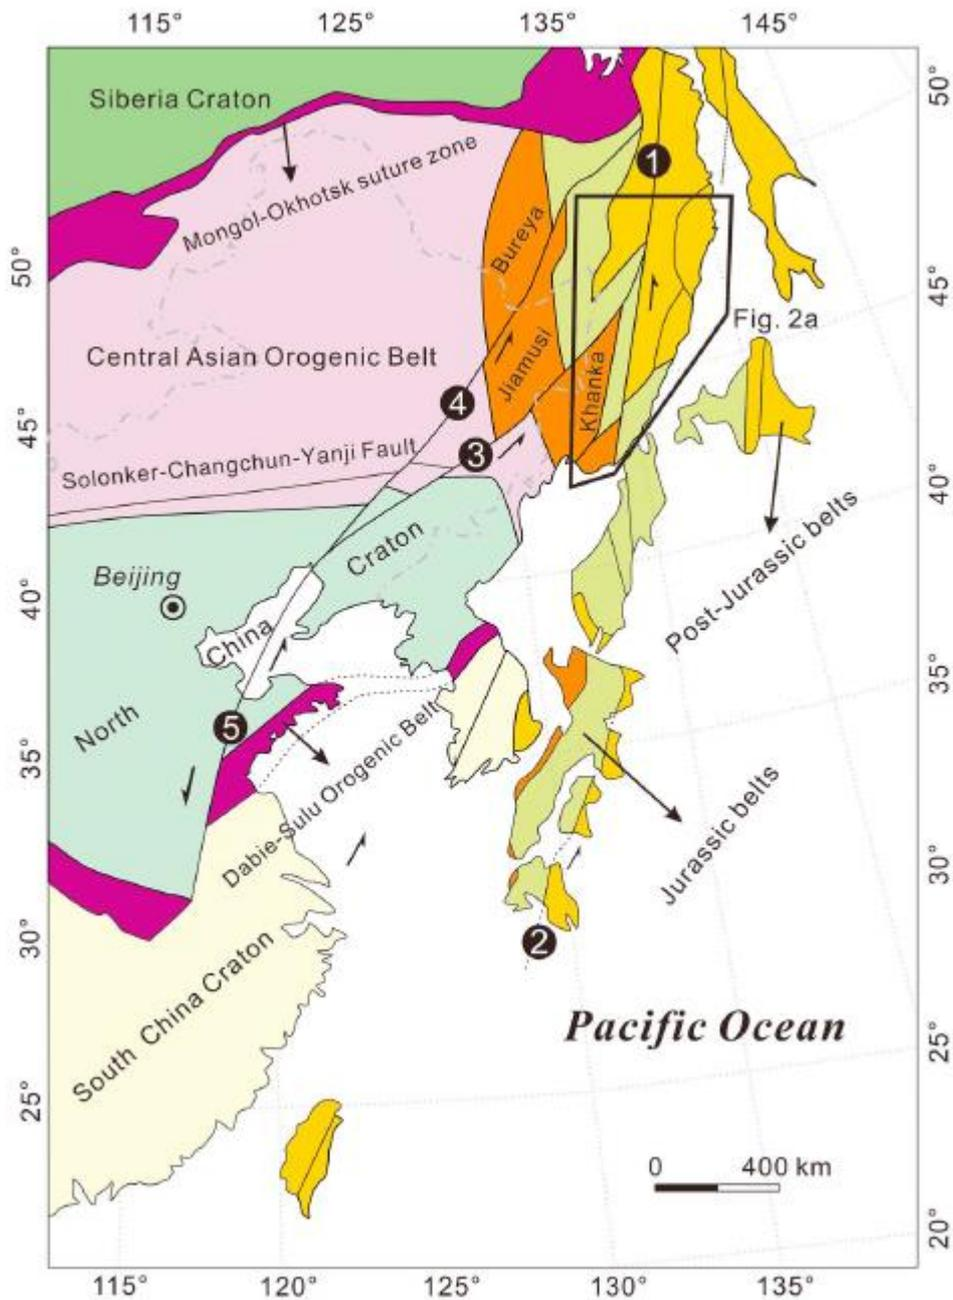 115°
125°
135°
145°
50°
Siberia Craton
1
Mongol-Okhotsk suture zone
Bureya
50°
45°
Fig. 2a
Central Asian Orogenic Belt
Jiamusi
Khanka
4
45°
3
Solonker-Changchun-Yanji Fault
40°
Craton
Beijing
Post-Jurassic belts
40°
China
35°
North
5
35°
Dabie-Sulu Orogenic Belt
Jurassic belts
30°
2
30°
South China Craton
Pacific Ocean
25°
25°
0
400 km
20°
115°
120°
125°
130°
135°